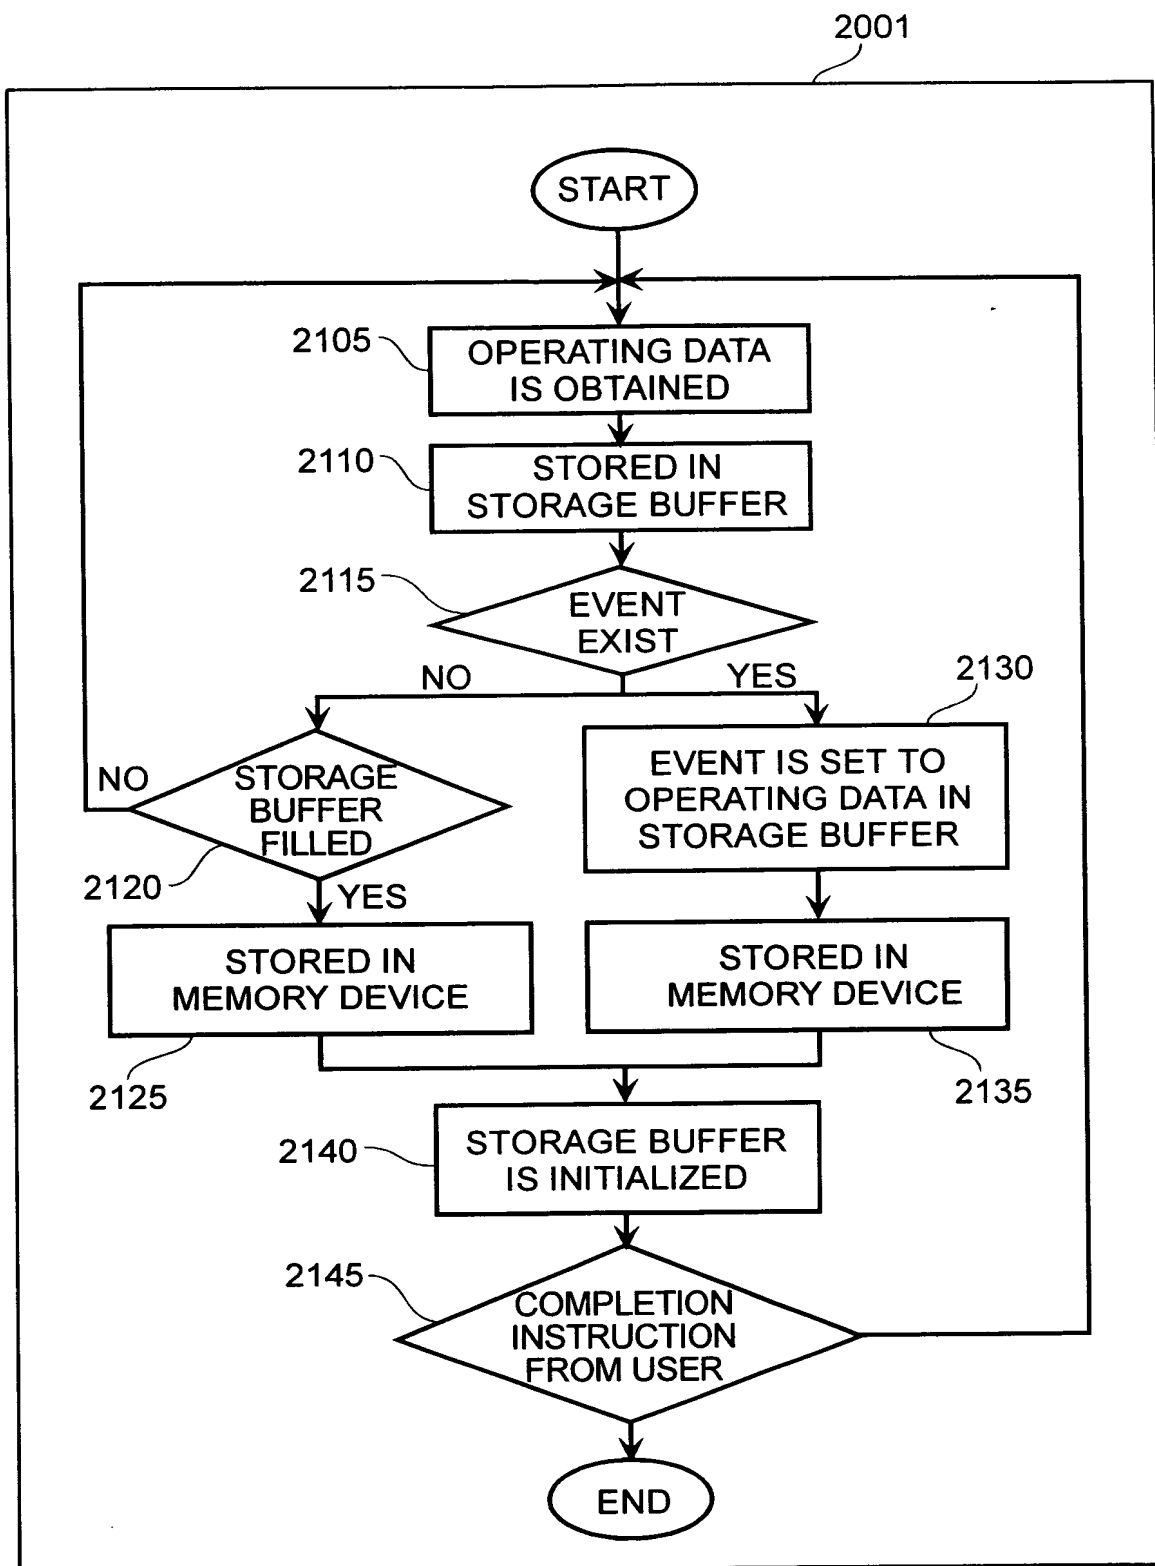 2001
START
2105
OPERATING DATA
IS OBTAINED
2110
STORED IN
STORAGE BUFFER
2115
EVENT
EXIST
NO
YES
2130
NO
STORAGE
BUFFER
FILLED
EVENT IS SET TO
OPERATING DATA IN
STORAGE BUFFER
2120
YES
STORED IN
MEMORY DEVICE
STORED IN
MEMORY DEVICE
2125
2135
2140
STORAGE BUFFER
IS INITIALIZED
2145
COMPLETION
INSTRUCTION
FROM USER
END